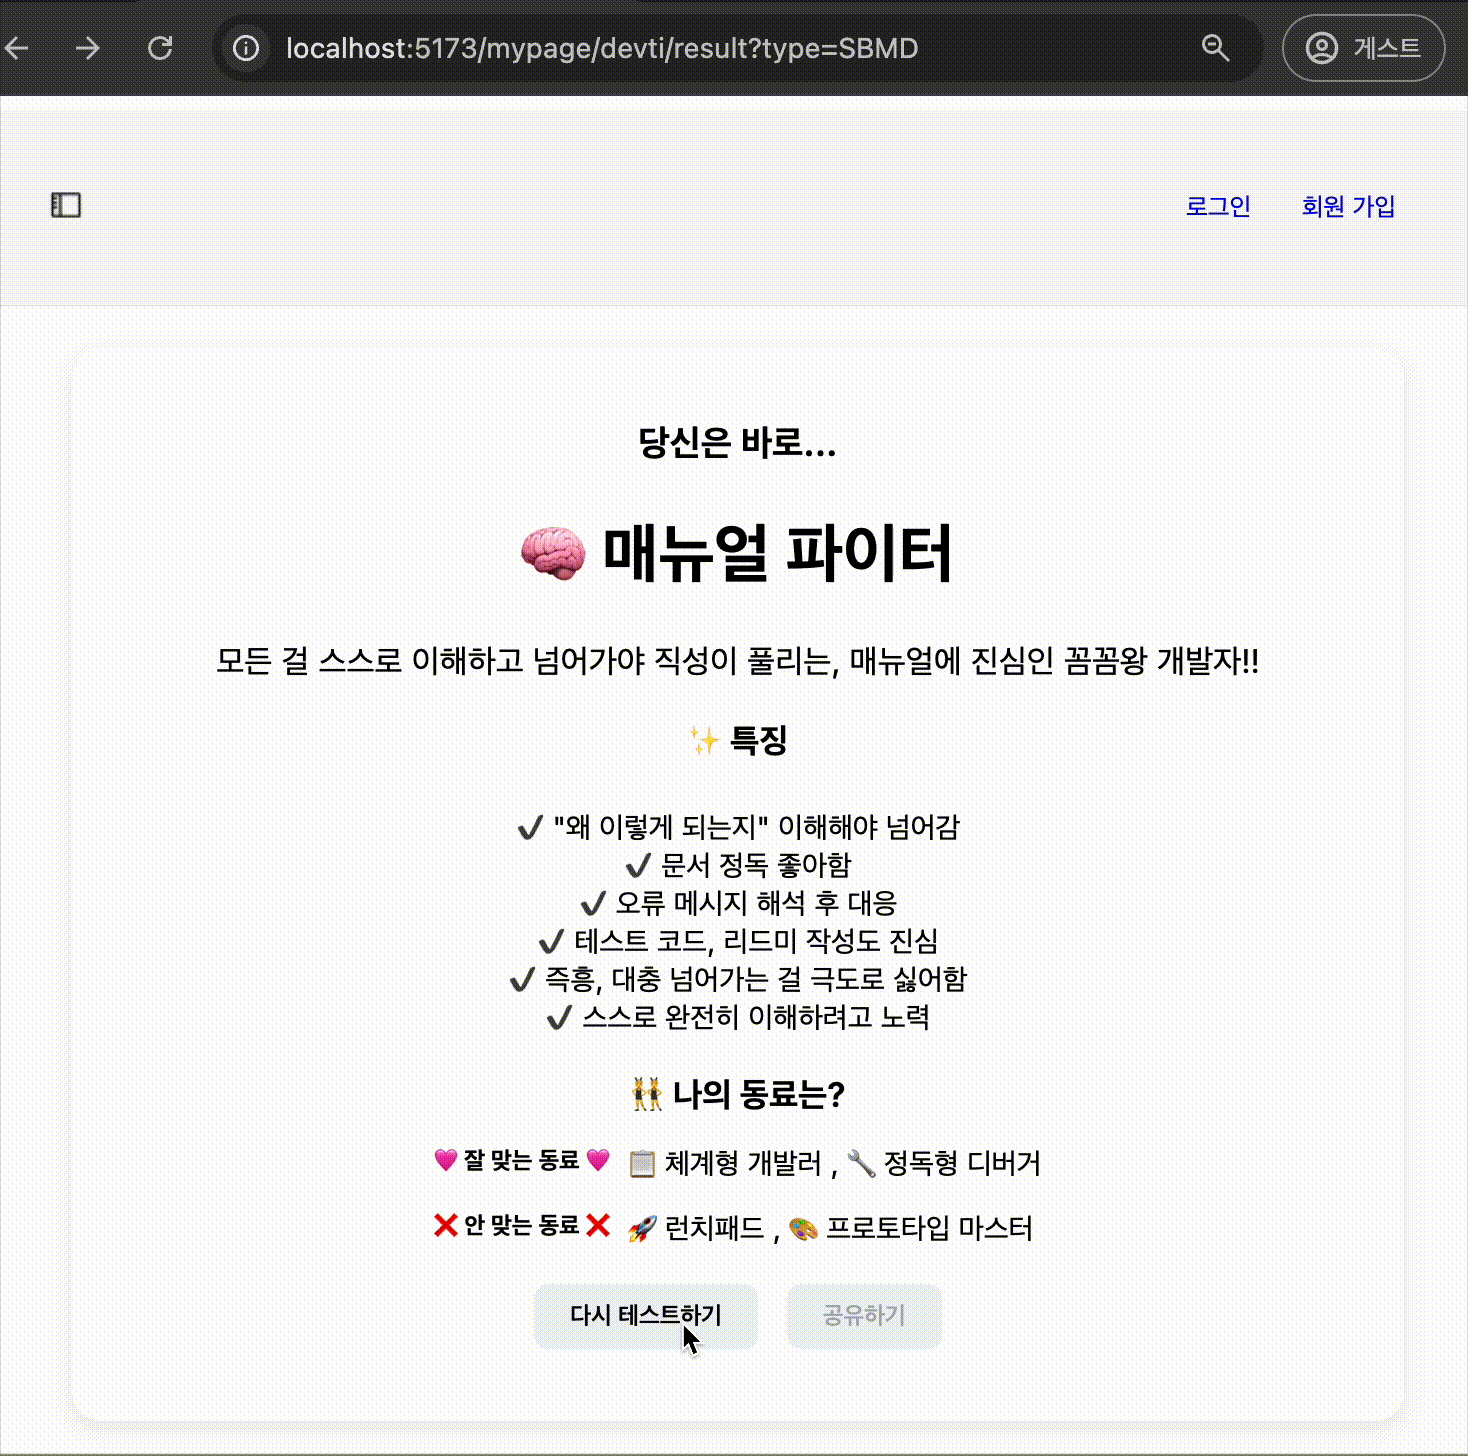 localhost:5173/mypage/devti/result?type=SBMD
게스트
로그인 회원 가입
당신은 바로...
🧠 매뉴얼 파이터
모든 걸 스스로 이해하고 넘어가야 직성이 풀리는, 매뉴얼에 진심인 꼼꼼왕 개발자!!
✨ 특징
✔ "왜 이렇게 되는지" 이해해야 넘어감
✔ 문서 정독 좋아함
✔ 오류 메시지 해석 후 대응
✔ 테스트 코드, 리드미 작성도 진심
✔ 즉흥, 대충 넘어가는 걸 극도로 싫어함
✔ 스스로 완전히 이해하려고 노력
👯 나의 동료는?
💗 잘 맞는 동료 💗 📋 체계형 개발러 , 🔧 정독형 디버거
❌ 안 맞는 동료 ❌ 🚀 런치패드 , 🎨 프로토타입 마스터
다시 테스트하기 공유하기